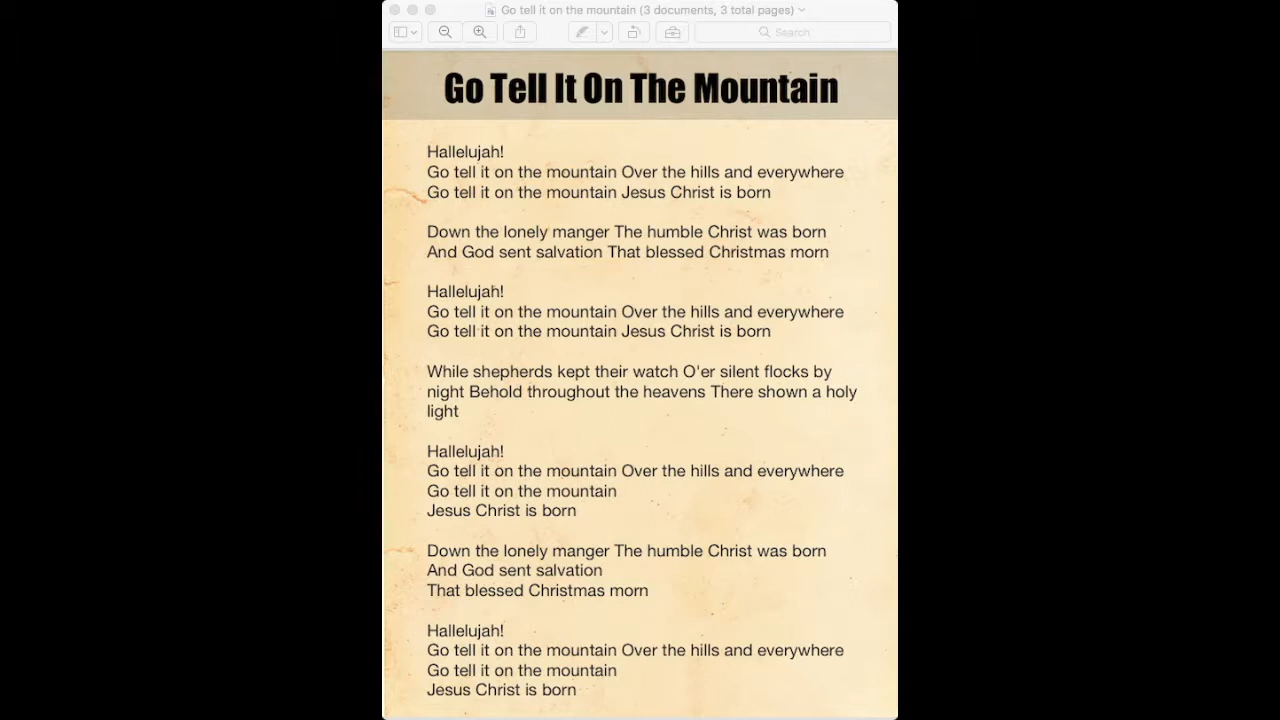 Go tell it on the mountain (3 documents, 3 total pages)
Search
Go Tell It On The Mountain
Hallelujah!
Go tell it on the mountain Over the hills and everywhere
Go tell it on the mountain Jesus Christ is born
Down the lonely manger The humble Christ was born
And God sent salvation That blessed Christmas morn
Hallelujah!
Go tell it on the mountain Over the hills and everywhere
Go tell it on the mountain Jesus Christ is born
While shepherds kept their watch O'er silent flocks by
night Behold throughout the heavens There shown a holy
light
Hallelujah!
Go tell it on the mountain Over the hills and everywhere
Go tell it on the mountain
Jesus Christ is born
Down the lonely manger The humble Christ was born
And God sent salvation
That blessed Christmas morn
Hallelujah!
Go tell it on the mountain Over the hills and everywhere
Go tell it on the mountain
Jesus Christ is born